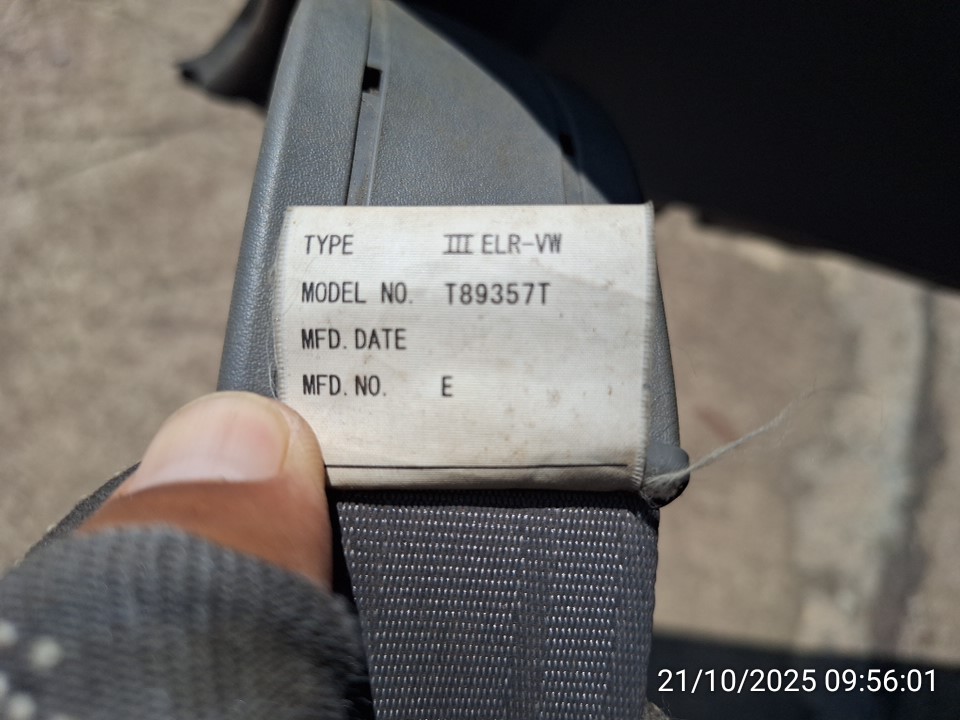 TYPE III ELR-VW
MODEL NO. T89357T
MFD. DATE
MFD. NO. E
21/10/2025 09:56:01